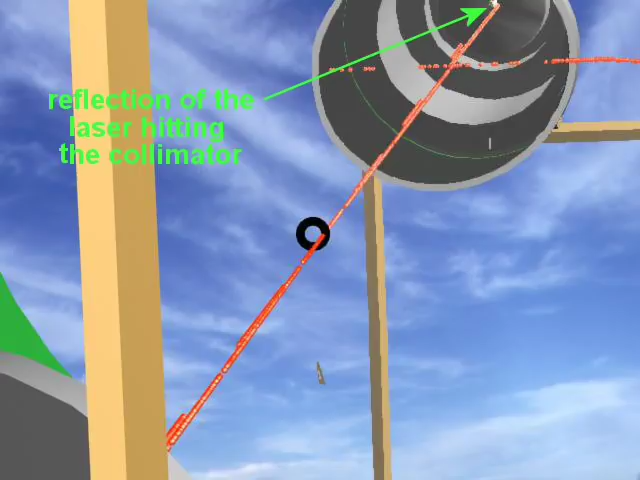 reflection of the
laser hitting
the collimator